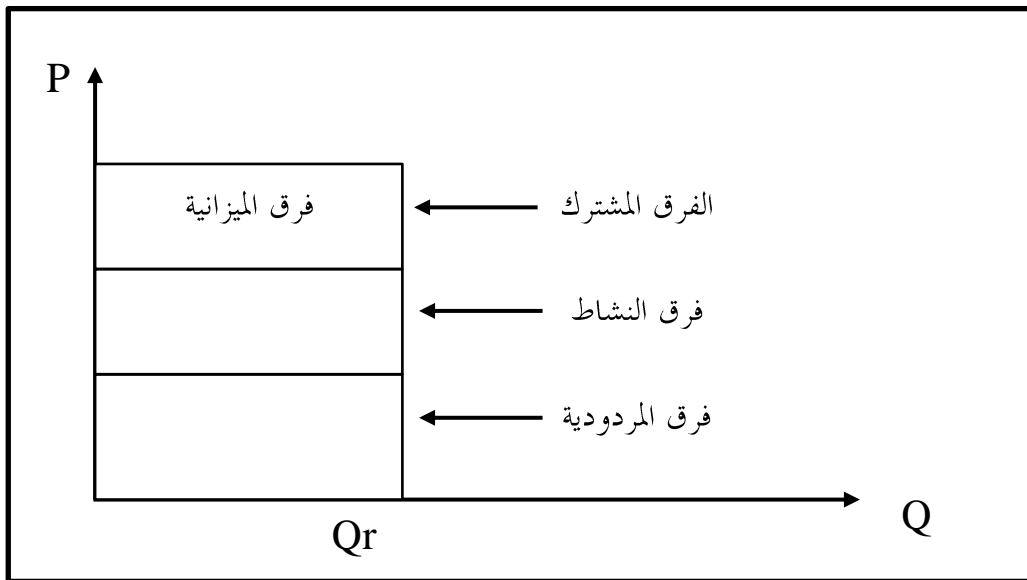 P
فرق الميزانية
الفرق المشترك
فرق النشاط
فرق المردودية
Qr
Q